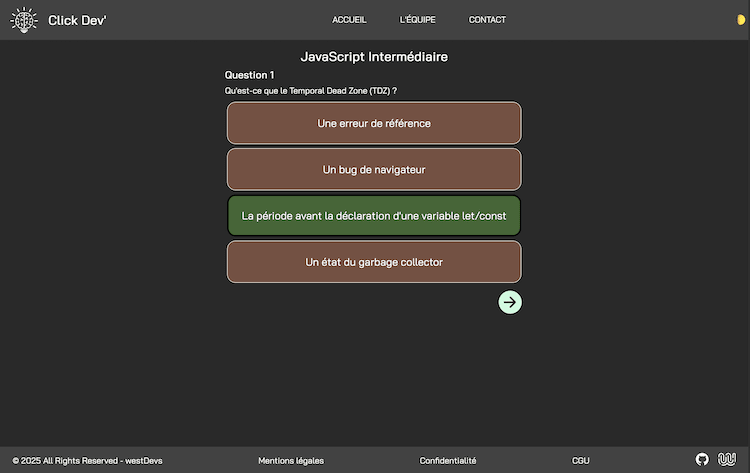 Click Dev'
ACCUEIL
L'ÉQUIPE
CONTACT
JavaScript Intermédiaire
Question 1
Qu'est-ce que le Temporal Dead Zone (TDZ) ?
Une erreur de référence
Un bug de navigateur
La période avant la déclaration d'une variable let/const
Un état du garbage collector
© 2025 All Rights Reserved - westDevs
Mentions légales
Confidentialité
CGU